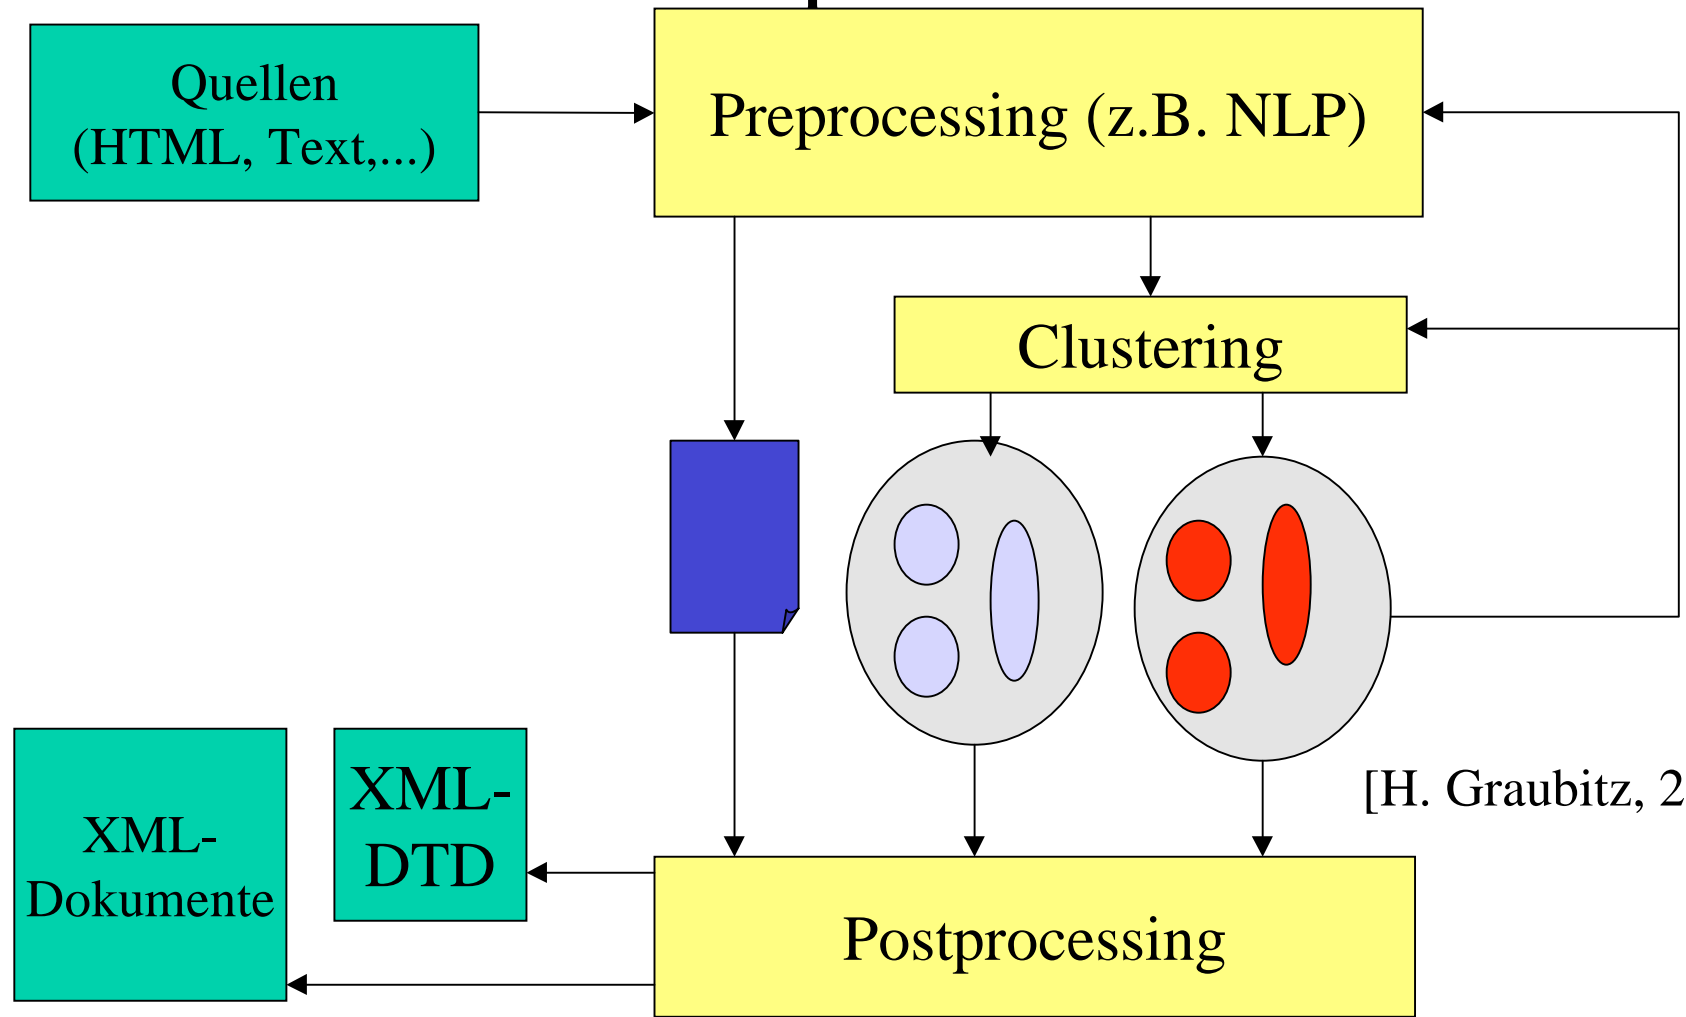 Quellen
(HTML, Text,...)
Preprocessing (z.B. NLP)
Clustering
[H. Graubitz, 2
XML-
DTD
XML-
Dokumente
Postprocessing